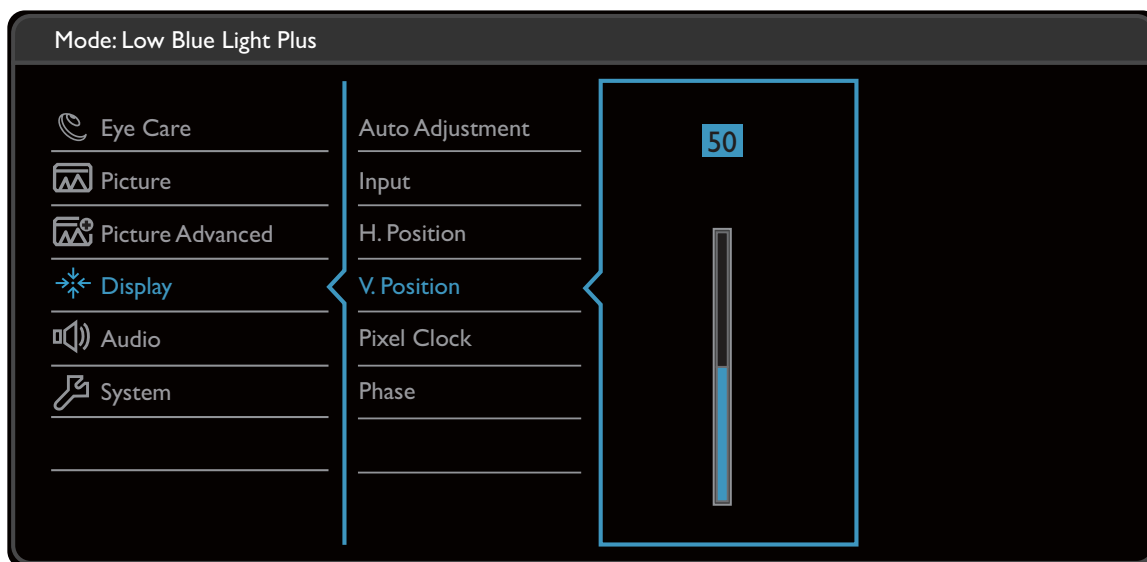 Mode: Low Blue Light Plus
Eye Care
Picture
Picture Advanced
Display
Audio
System
Auto Adjustment
Input
H. Position
V. Position
Pixel Clock
Phase
50